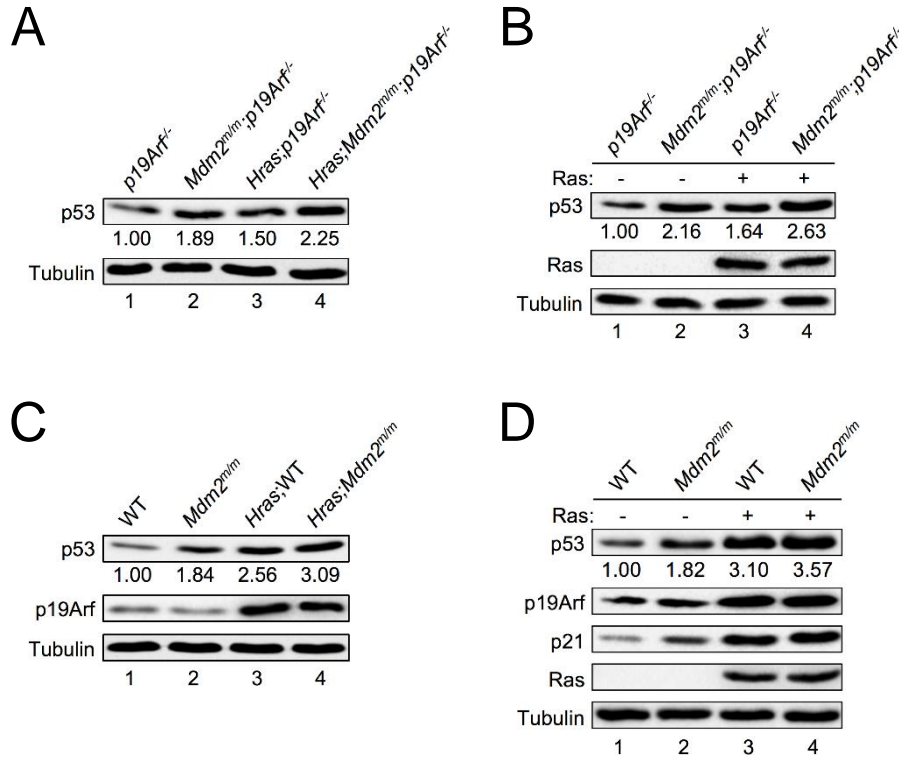 A
p19Arf-/- Mdm2m/m;p19Arf-/- Hras;p19Arf-/- Hras;Mdm2m/m;p19Arf-/-
p53
1.00 1.89 1.50 2.25
Tubulin
1 2 3 4
B
p19Arf-/- Mdm2m/m;p19Arf-/- p19Arf-/- Mdm2m/m;p19Arf-/-
Ras: - - + +
p53
1.00 2.16 1.64 2.63
Ras
Tubulin
1 2 3 4
C
WT Mdm2m/m Hras;WT Hras;Mdm2m/m
p53
1.00 1.84 2.56 3.09
p19Arf
Tubulin
1 2 3 4
D
WT Mdm2m/m WT Mdm2m/m
Ras: - - + +
p53
1.00 1.82 3.10 3.57
p19Arf
p21
Ras
Tubulin
1 2 3 4